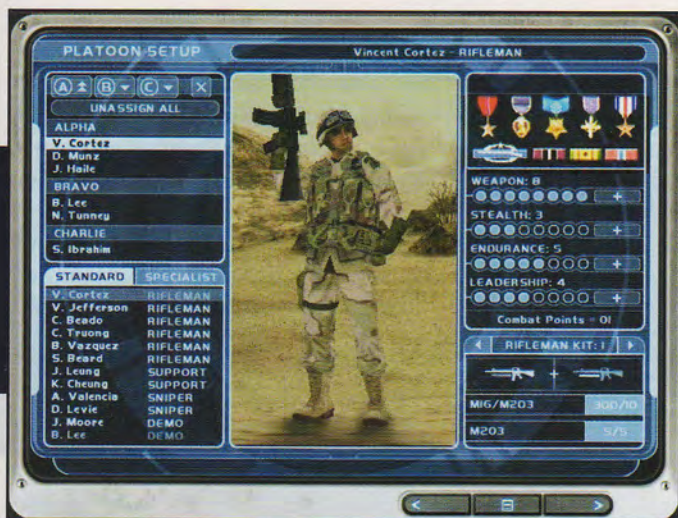 PLATOON SETUP
Vincent Cortez - RIFLEMAN
A B C X
UNASSIGN ALL
ALPHA
V. Cortez
D. Munz
J. Haile
BRAVO
B. Lee
N. Tunney
CHARLIE
S. Ibrahim
STANDARD SPECIALIST
V. Cortez RIFLEMAN
V. Jefferson RIFLEMAN
C. Beado RIFLEMAN
C. Truong RIFLEMAN
B. Vazquez RIFLEMAN
S. Beard RIFLEMAN
J. Leung SUPPORT
K. Cheung SUPPORT
A. Valencia SNIPER
D. Levie SNIPER
J. Moore DEMO
B. Lee DEMO
WEAPON: 8
+
STEALTH: 3
+
ENDURANCE: 5
+
LEADERSHIP: 4
+
Combat Points = 01
RIFLEMAN KIT: 1
+
M16/M203 300/10
M203 5/5